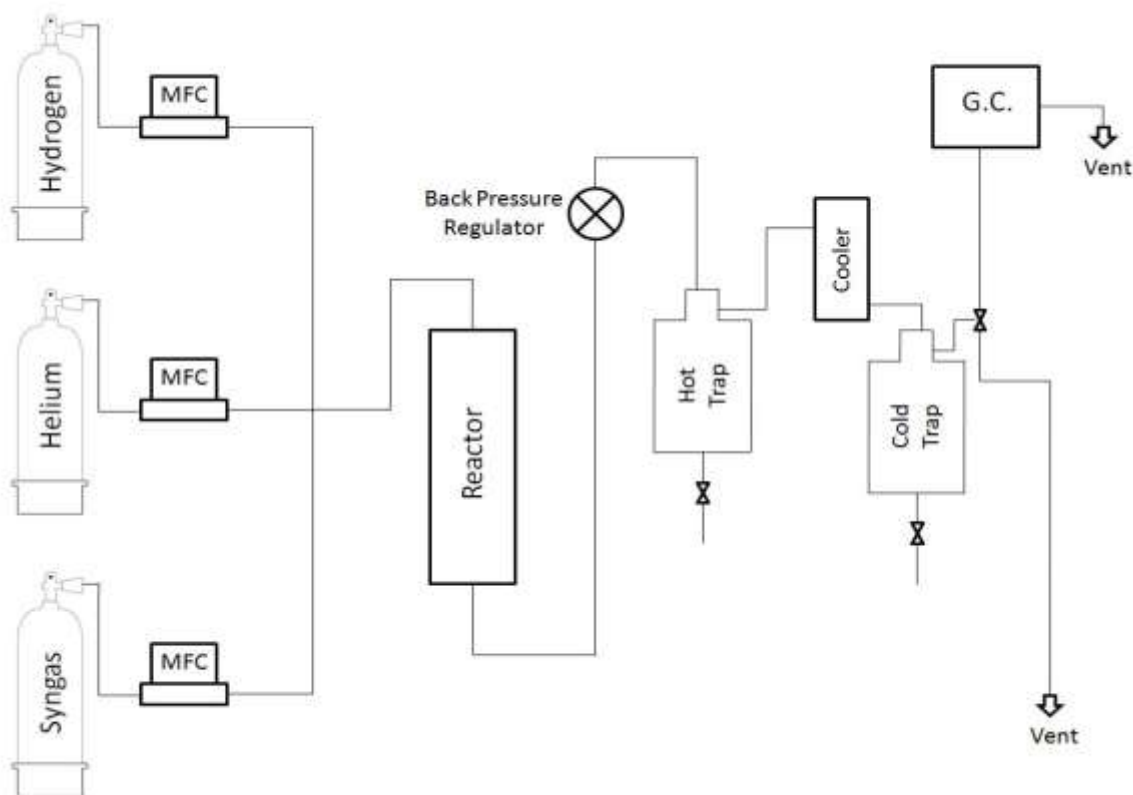 Hydrogen
MFC
Helium
MFC
Syngas
MFC
Reactor
Back Pressure
Regulator
Hot
Trap
Cooler
Cold
Trap
G.C.
Vent
Vent